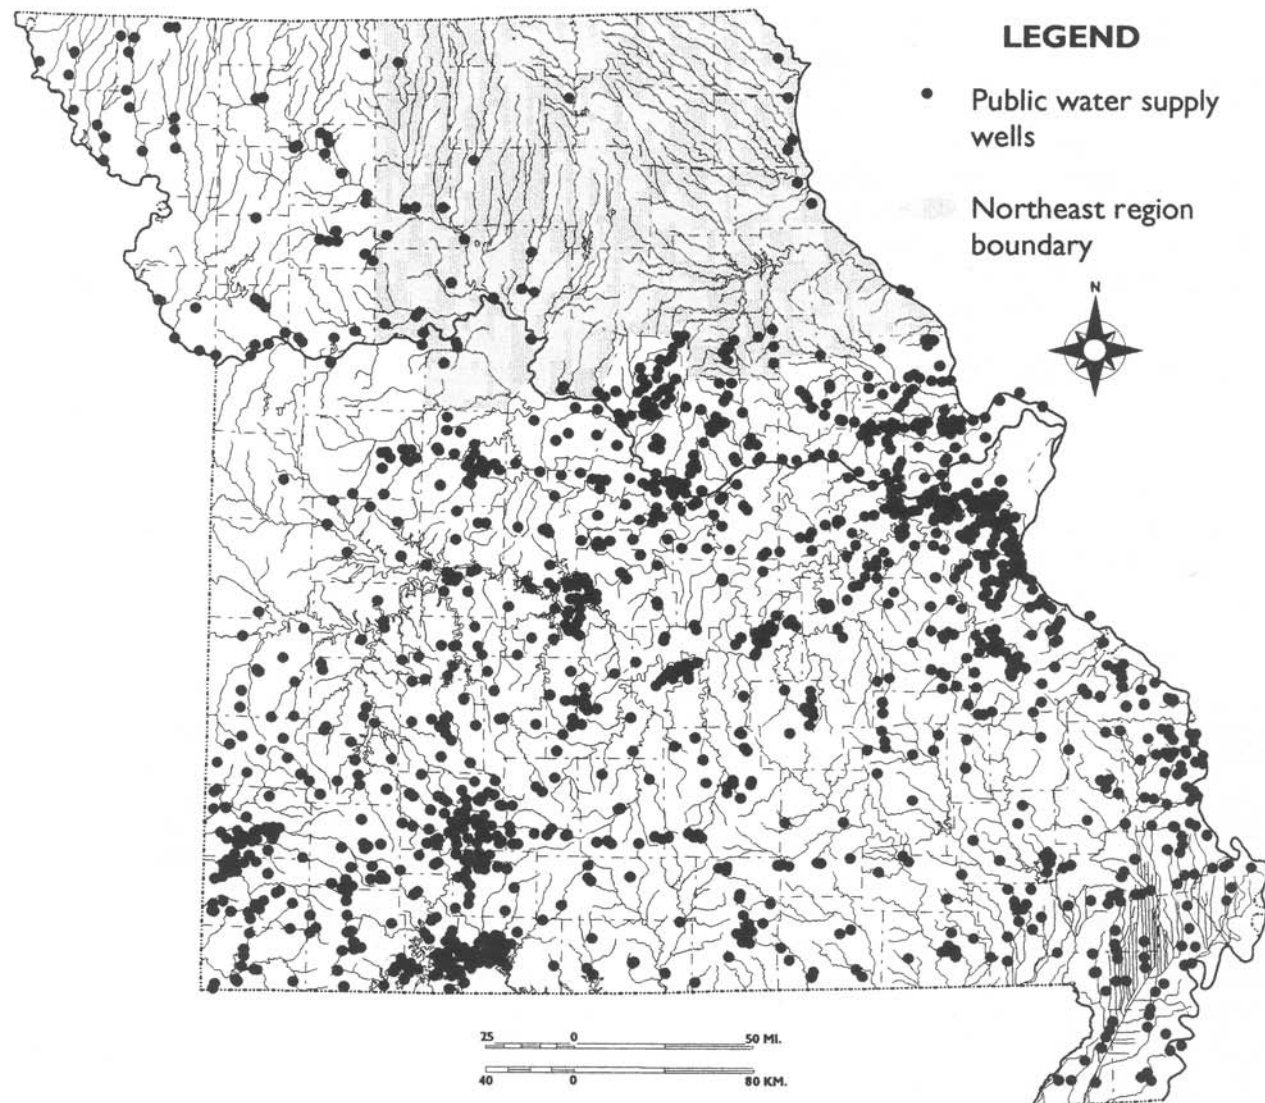 LEGEND
Public water supply
wells
Northeast region
boundary
N
25 0 50 MI.
40 0 80 KM.